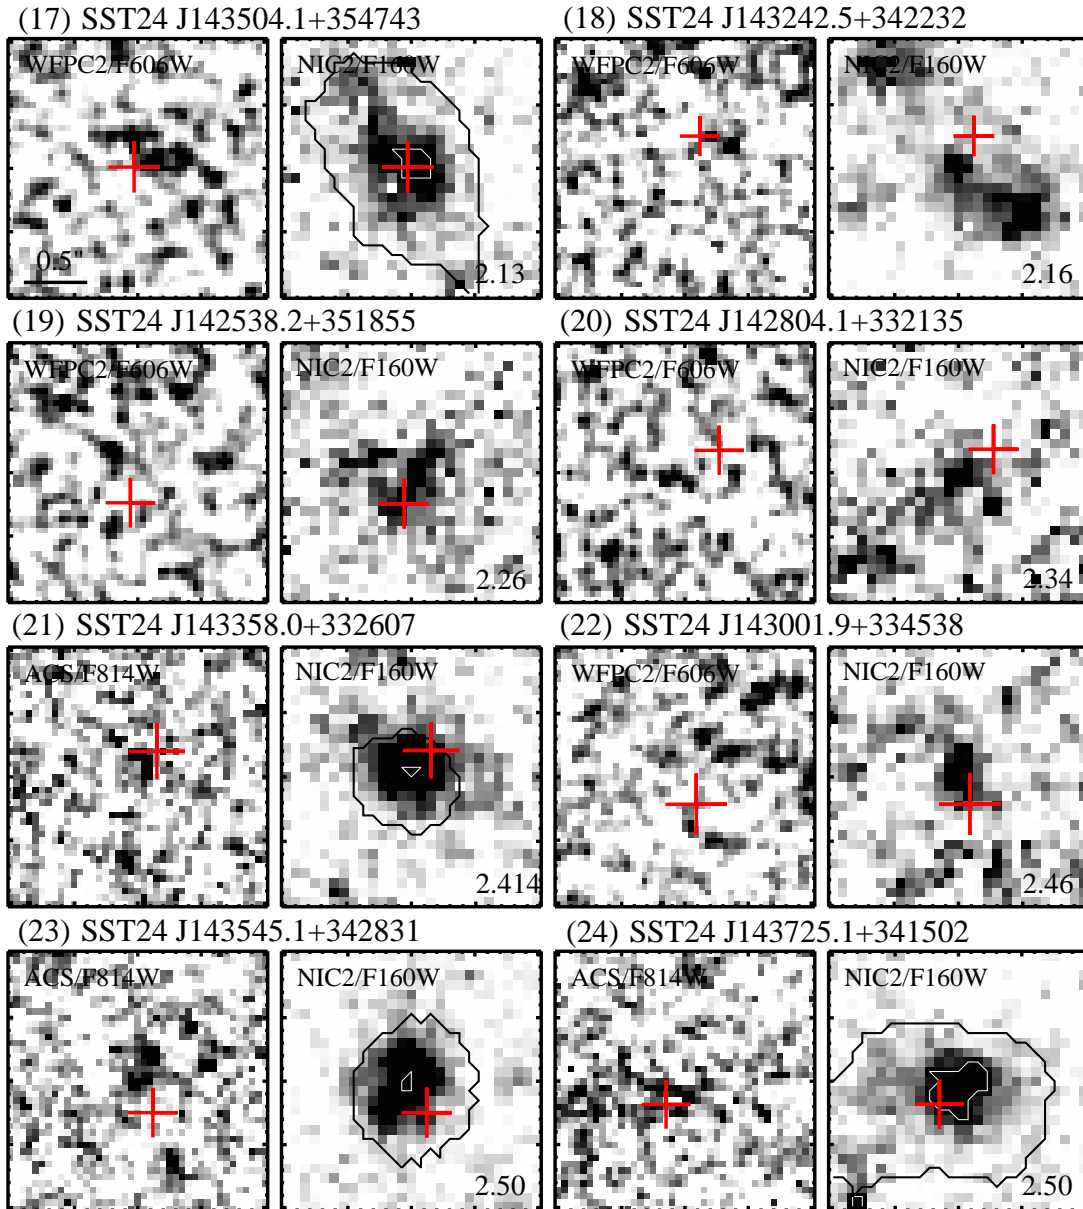 (17) SST24 J143504.1+354743
WFPC2/F606W
0.5"
NIC2/F160W
2.13
(18) SST24 J143242.5+342232
WFPC2/F606W
NIC2/F160W
2.16
(19) SST24 J142538.2+351855
WFPC2/F606W
NIC2/F160W
2.26
(20) SST24 J142804.1+332135
WFPC2/F606W
NIC2/F160W
2.34
(21) SST24 J143358.0+332607
ACS/F814W
NIC2/F160W
2.414
(22) SST24 J143001.9+334538
WFPC2/F606W
NIC2/F160W
2.46
(23) SST24 J143545.1+342831
ACS/F814W
NIC2/F160W
2.50
(24) SST24 J143725.1+341502
ACS/F814W
NIC2/F160W
2.50